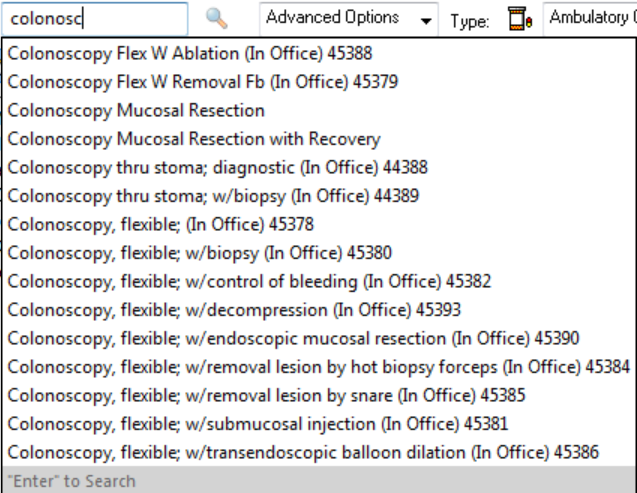 colonosc
Advanced Options
Type:
Ambulatory
Colonoscopy Flex W Ablation (In Office) 45388
Colonoscopy Flex W Removal Fb (In Office) 45379
Colonoscopy Mucosal Resection
Colonoscopy Mucosal Resection with Recovery
Colonoscopy thru stoma; diagnostic (In Office) 44388
Colonoscopy thru stoma; w/biopsy (In Office) 44389
Colonoscopy, flexible; (In Office) 45378
Colonoscopy, flexible; w/biopsy (In Office) 45380
Colonoscopy, flexible; w/control of bleeding (In Office) 45382
Colonoscopy, flexible; w/decompression (In Office) 45393
Colonoscopy, flexible; w/endoscopic mucosal resection (In Office) 45390
Colonoscopy, flexible; w/removal lesion by hot biopsy forceps (In Office) 45384
Colonoscopy, flexible; w/removal lesion by snare (In Office) 45385
Colonoscopy, flexible; w/submucosal injection (In Office) 45381
Colonoscopy, flexible; w/transendoscopic balloon dilation (In Office) 45386
"Enter" to Search